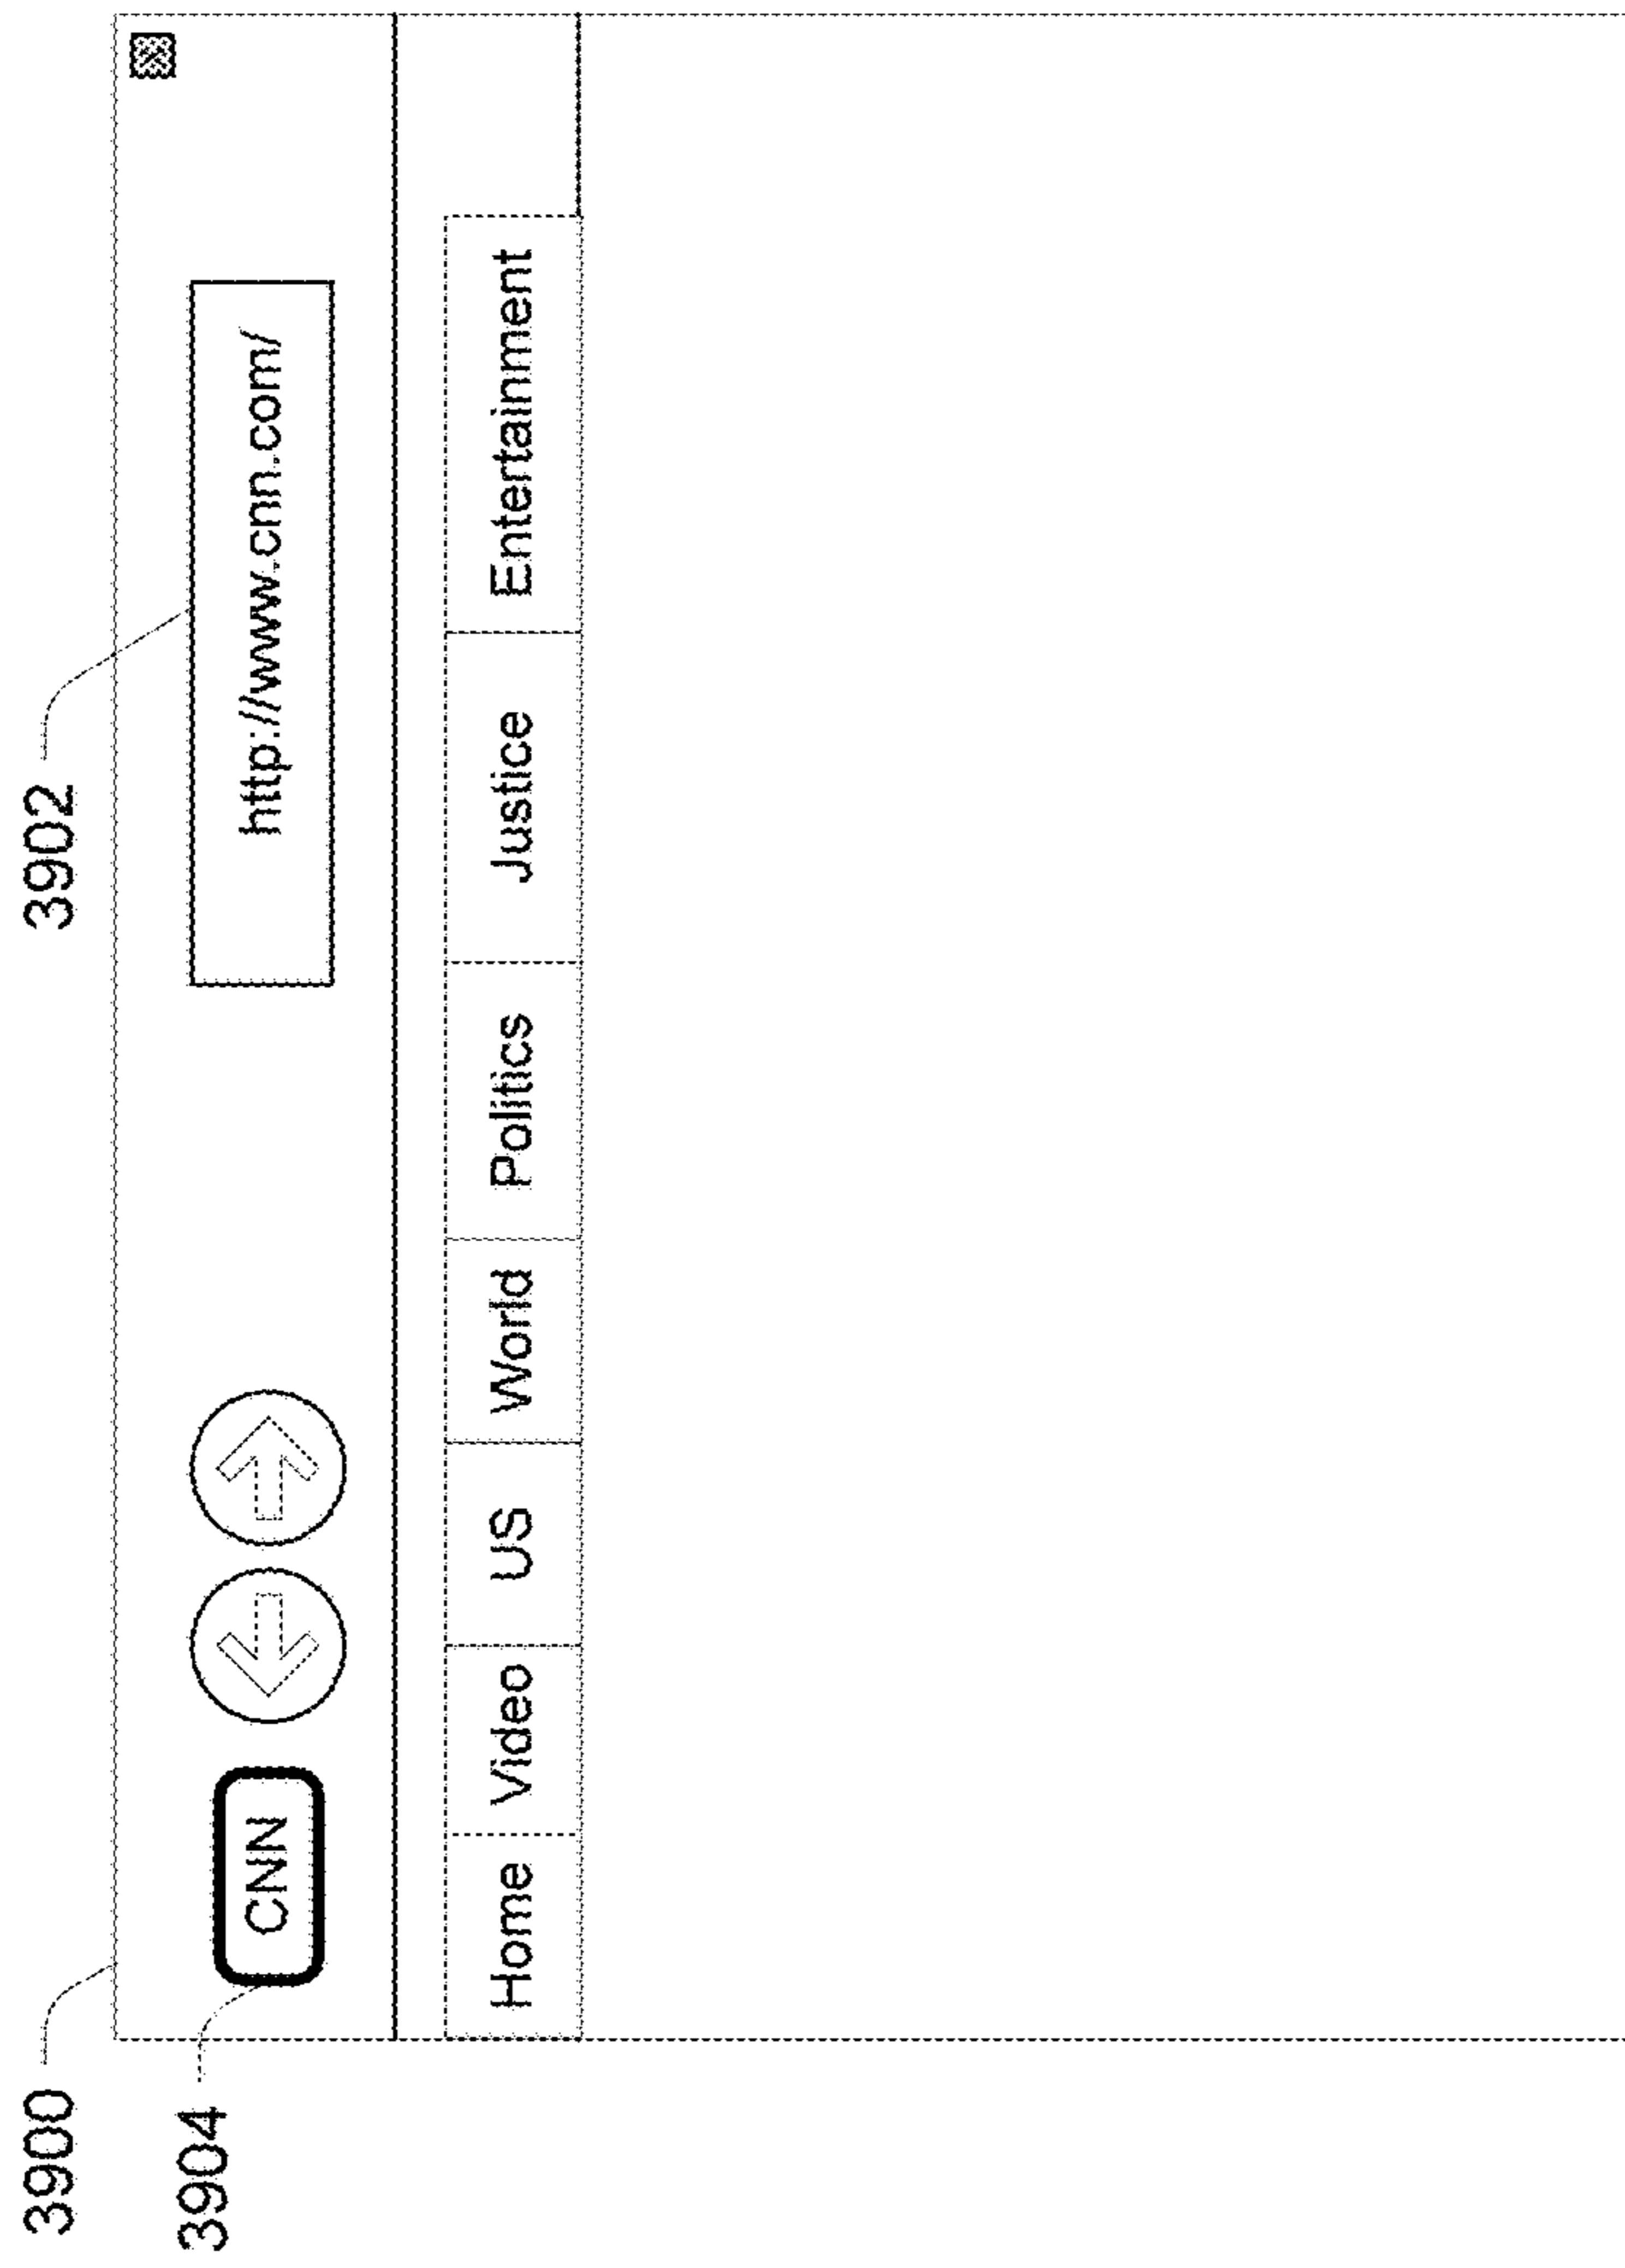 3900
3902
3904
CNN
http://www.cnn.com/
Home Video US World Politics Justice Entertainment